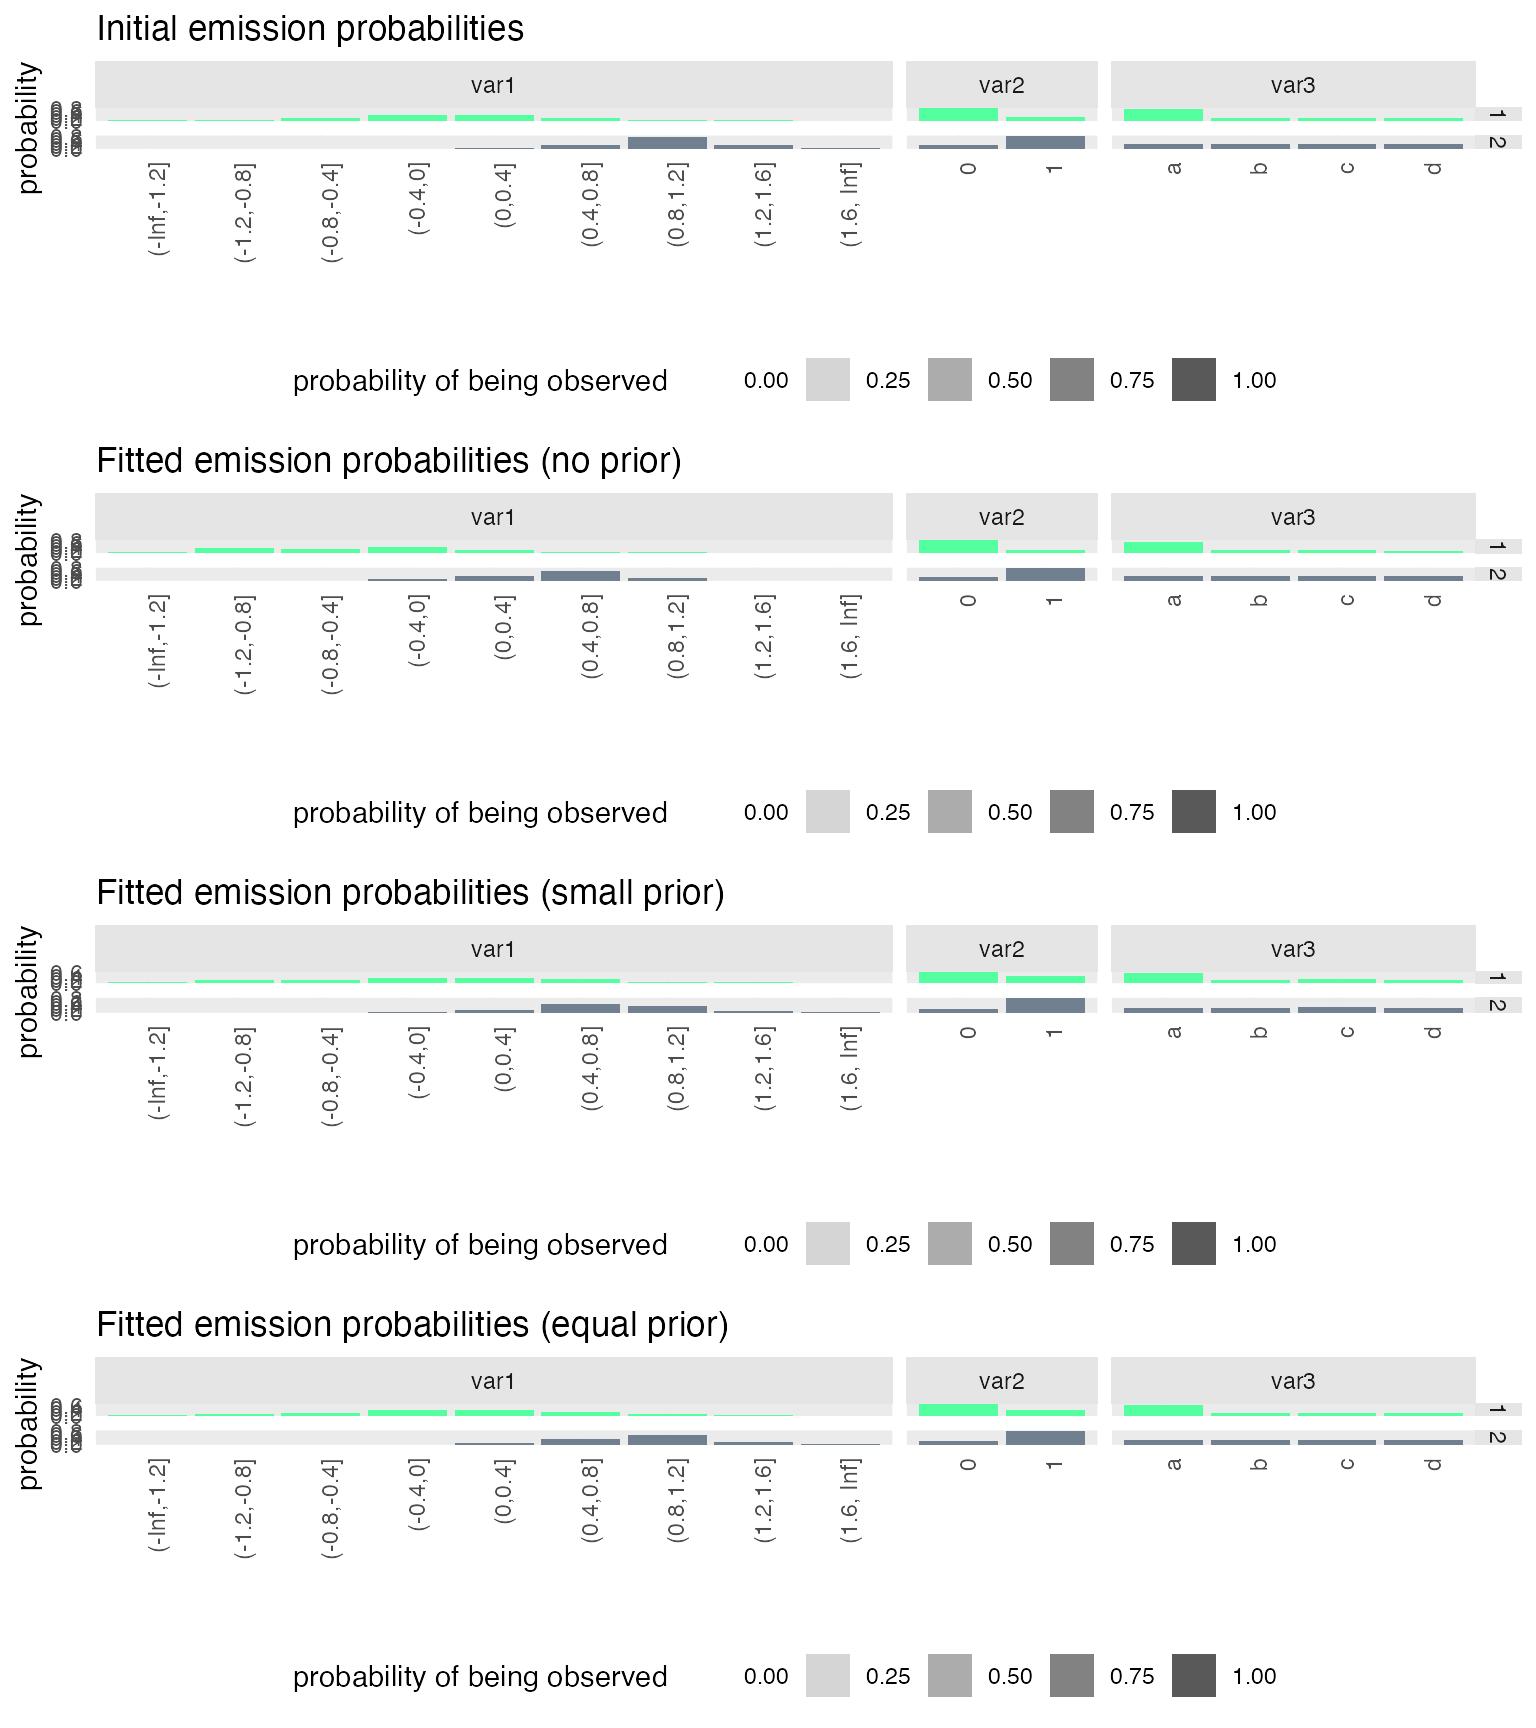 Initial emission probabilities
probability
var1 var2 var3
1
2
(-Inf,-1.2] (-1.2,-0.8] (-0.8,-0.4] (-0.4,0] (0,0.4] (0.4,0.8] (0.8,1.2] (1.2,1.6] (1.6, Inf] 0 1 a b c d
probability of being observed 0.00 0.25 0.50 0.75 1.00
Fitted emission probabilities (no prior)
probability
var1 var2 var3
1
2
(-Inf,-1.2] (-1.2,-0.8] (-0.8,-0.4] (-0.4,0] (0,0.4] (0.4,0.8] (0.8,1.2] (1.2,1.6] (1.6, Inf] 0 1 a b c d
probability of being observed 0.00 0.25 0.50 0.75 1.00
Fitted emission probabilities (small prior)
probability
var1 var2 var3
1
2
(-Inf,-1.2] (-1.2,-0.8] (-0.8,-0.4] (-0.4,0] (0,0.4] (0.4,0.8] (0.8,1.2] (1.2,1.6] (1.6, Inf] 0 1 a b c d
probability of being observed 0.00 0.25 0.50 0.75 1.00
Fitted emission probabilities (equal prior)
probability
var1 var2 var3
1
2
(-Inf,-1.2] (-1.2,-0.8] (-0.8,-0.4] (-0.4,0] (0,0.4] (0.4,0.8] (0.8,1.2] (1.2,1.6] (1.6, Inf] 0 1 a b c d
probability of being observed 0.00 0.25 0.50 0.75 1.00